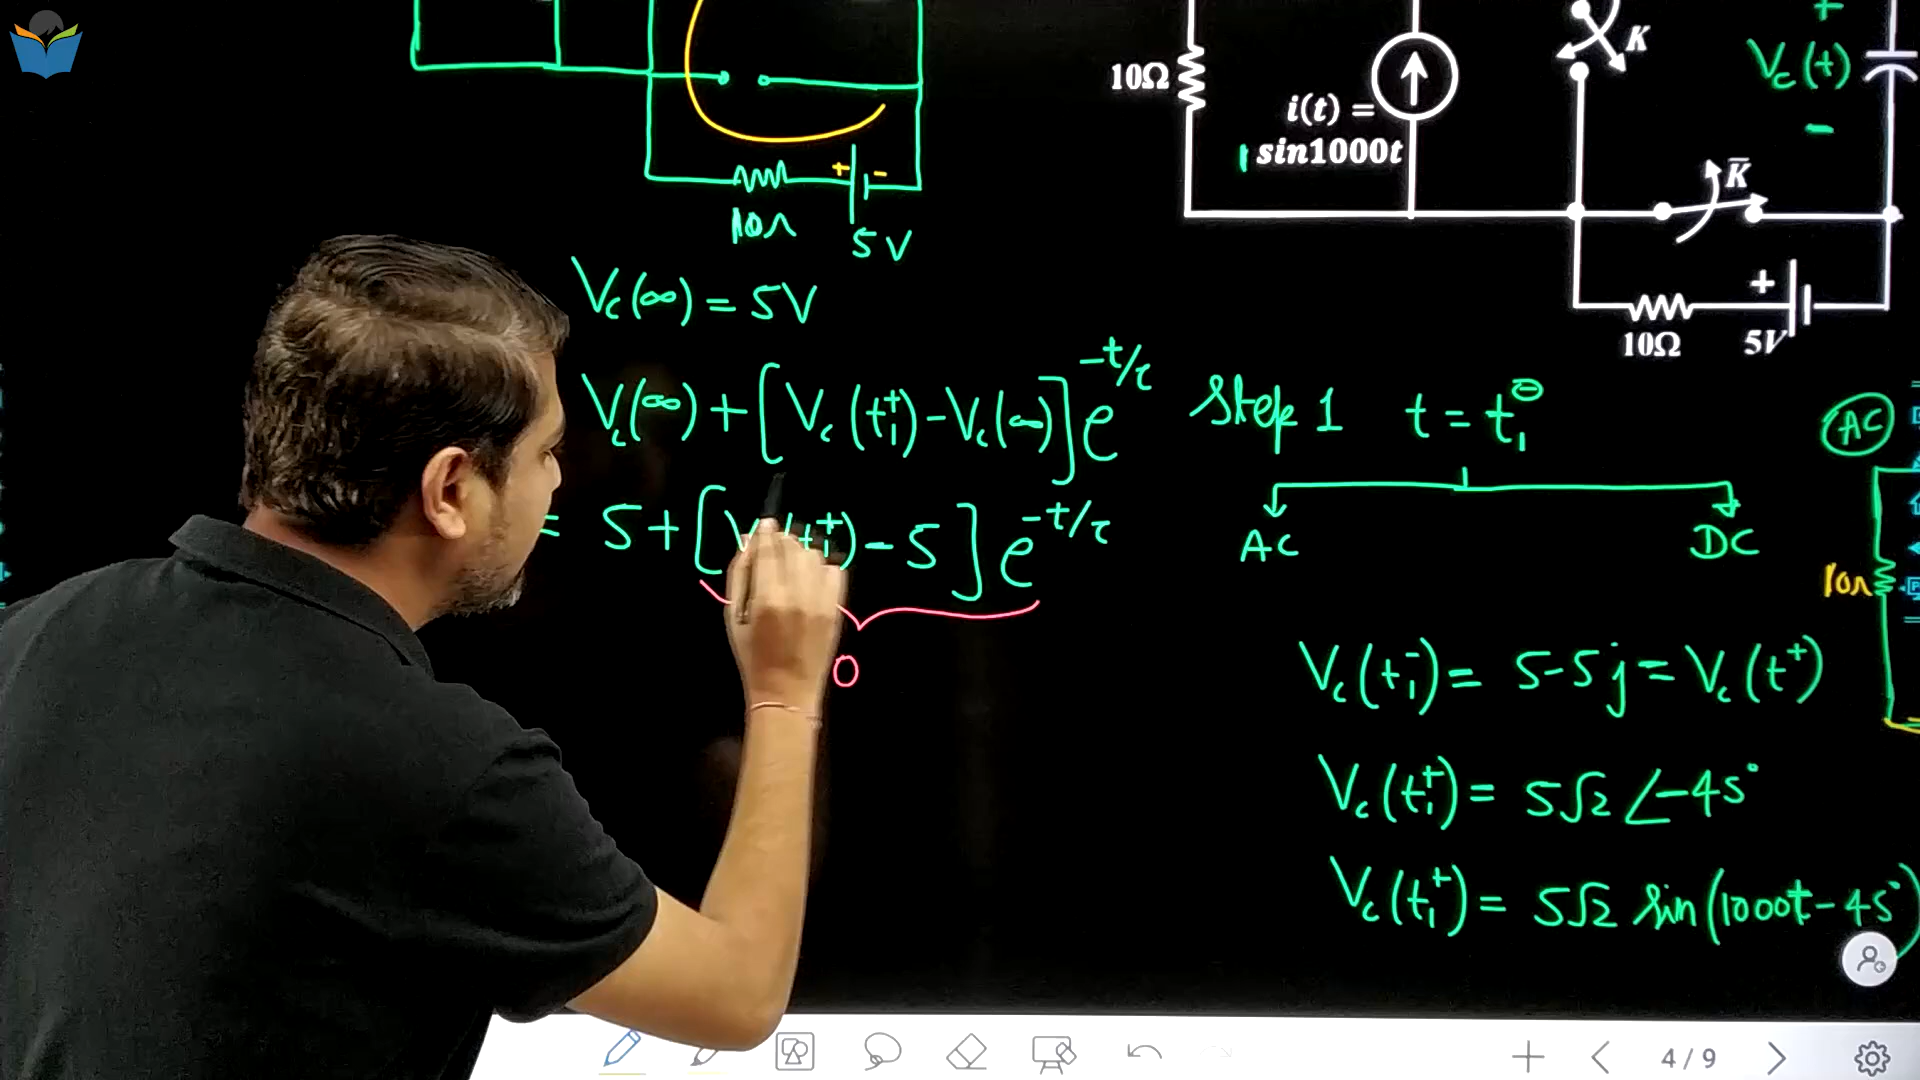 10Ω
i(t) =
1 sin1000t
K
+
Vc(t)
-
K̅
+
10Ω 5V
+ -
10Ω 5V
Vc(∞) = 5V
Vc(∞) + [Vc(t₁⁺) - Vc(∞)] e^-t/τ
= 5 + [V t₁⁺) - 5] e^-t/τ
0
Step 1 t = t₁⁻
AC DC
AC
10Ω
Vc(t₁⁻) = 5-5j = Vc(t⁺)
Vc(t₁⁺) = 5√2 ∠-45°
Vc(t₁⁺) = 5√2 sin(1000t - 45°)
4 / 9